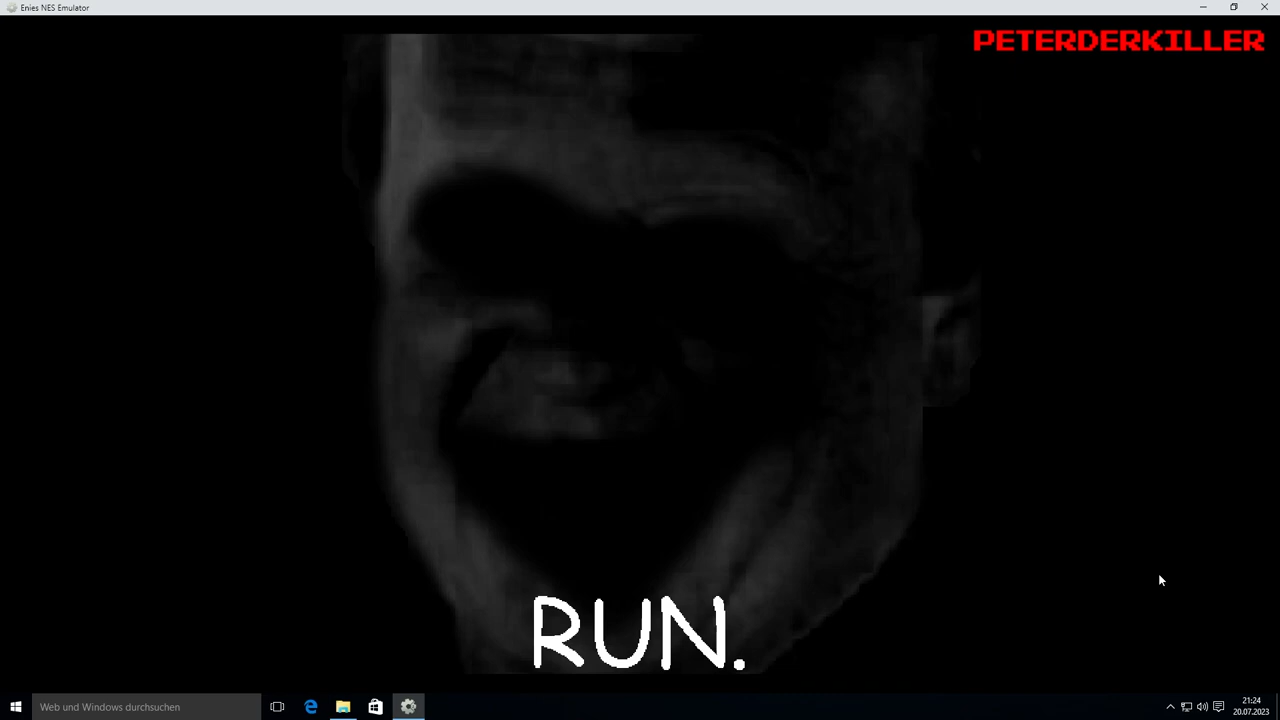 Enies NES Emulator
PETERDERKILLER
RUN.
Web und Windows durchsuchen
21:24
20.07.2023